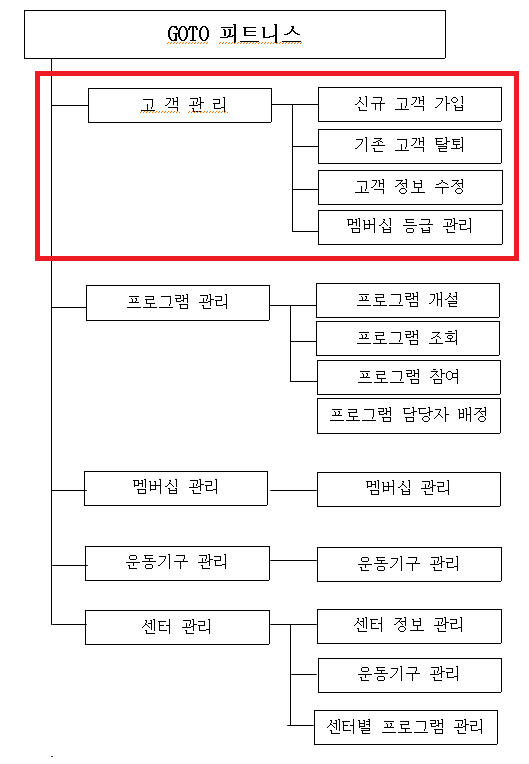 GOTO 피트니스
고 객 관 리
신규 고객 가입
기존 고객 탈퇴
고객 정보 수정
멤버십 등급 관리
프로그램 관리
프로그램 개설
프로그램 조회
프로그램 참여
프로그램 담당자 배정
멤버십 관리
멤버십 관리
운동기구 관리
운동기구 관리
센터 관리
센터 정보 관리
운동기구 관리
센터별 프로그램 관리